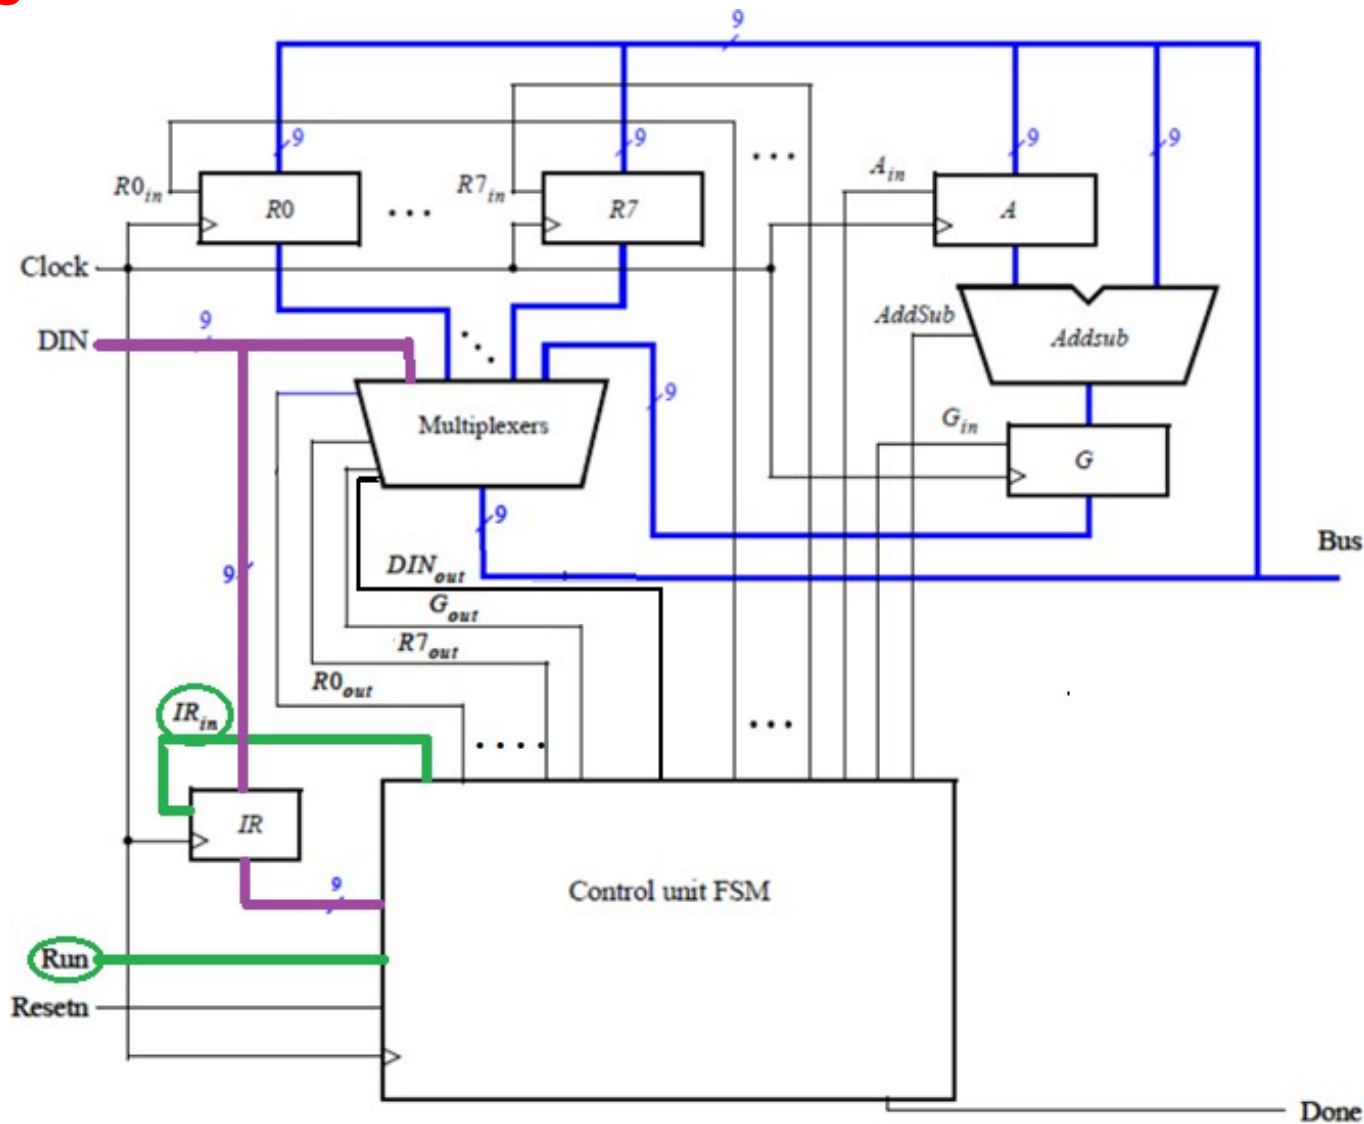 9
9
9
9
9
R0in
R0
R7in
R7
Ain
A
Clock
DIN
9
AddSub
Addsub
Multiplexers
9
Gin
G
9
Bus
9
DINout
Gout
R7out
R0out
IRin
IR
9
Control unit FSM
Run
Resetn
Done